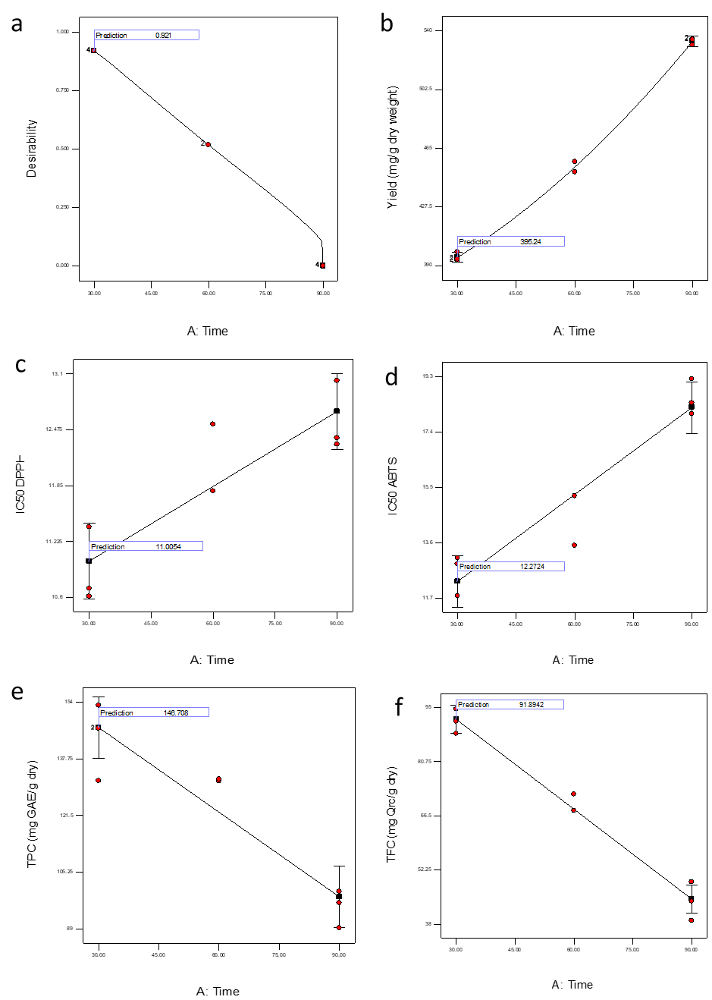 a
Desirability
1.000
0.750
0.500
0.250
0.000
Prediction 0.921
4
2
4
30.00 45.00 60.00 75.00 90.00
A: Time
b
Yield (mg/g dry weight)
540
502.5
465
427.5
390
Prediction 395.24
2
2
30.00 45.00 60.00 75.00 90.00
A: Time
c
IC50 DPPH
13.1
12.475
11.85
11.225
10.6
Prediction 11.0054
30.00 45.00 60.00 75.00 90.00
A: Time
d
IC50 ABTS
19.3
17.4
15.5
13.6
11.7
Prediction 12.2724
30.00 45.00 60.00 75.00 90.00
A: Time
e
TPC (mg GAE/g dry)
154
137.75
121.5
105.25
89
Prediction 146.708
2
30.00 45.00 60.00 75.00 90.00
A: Time
f
TFC (mg Qrc/g dry)
95
80.75
66.5
52.25
38
Prediction 91.8942
30.00 45.00 60.00 75.00 90.00
A: Time